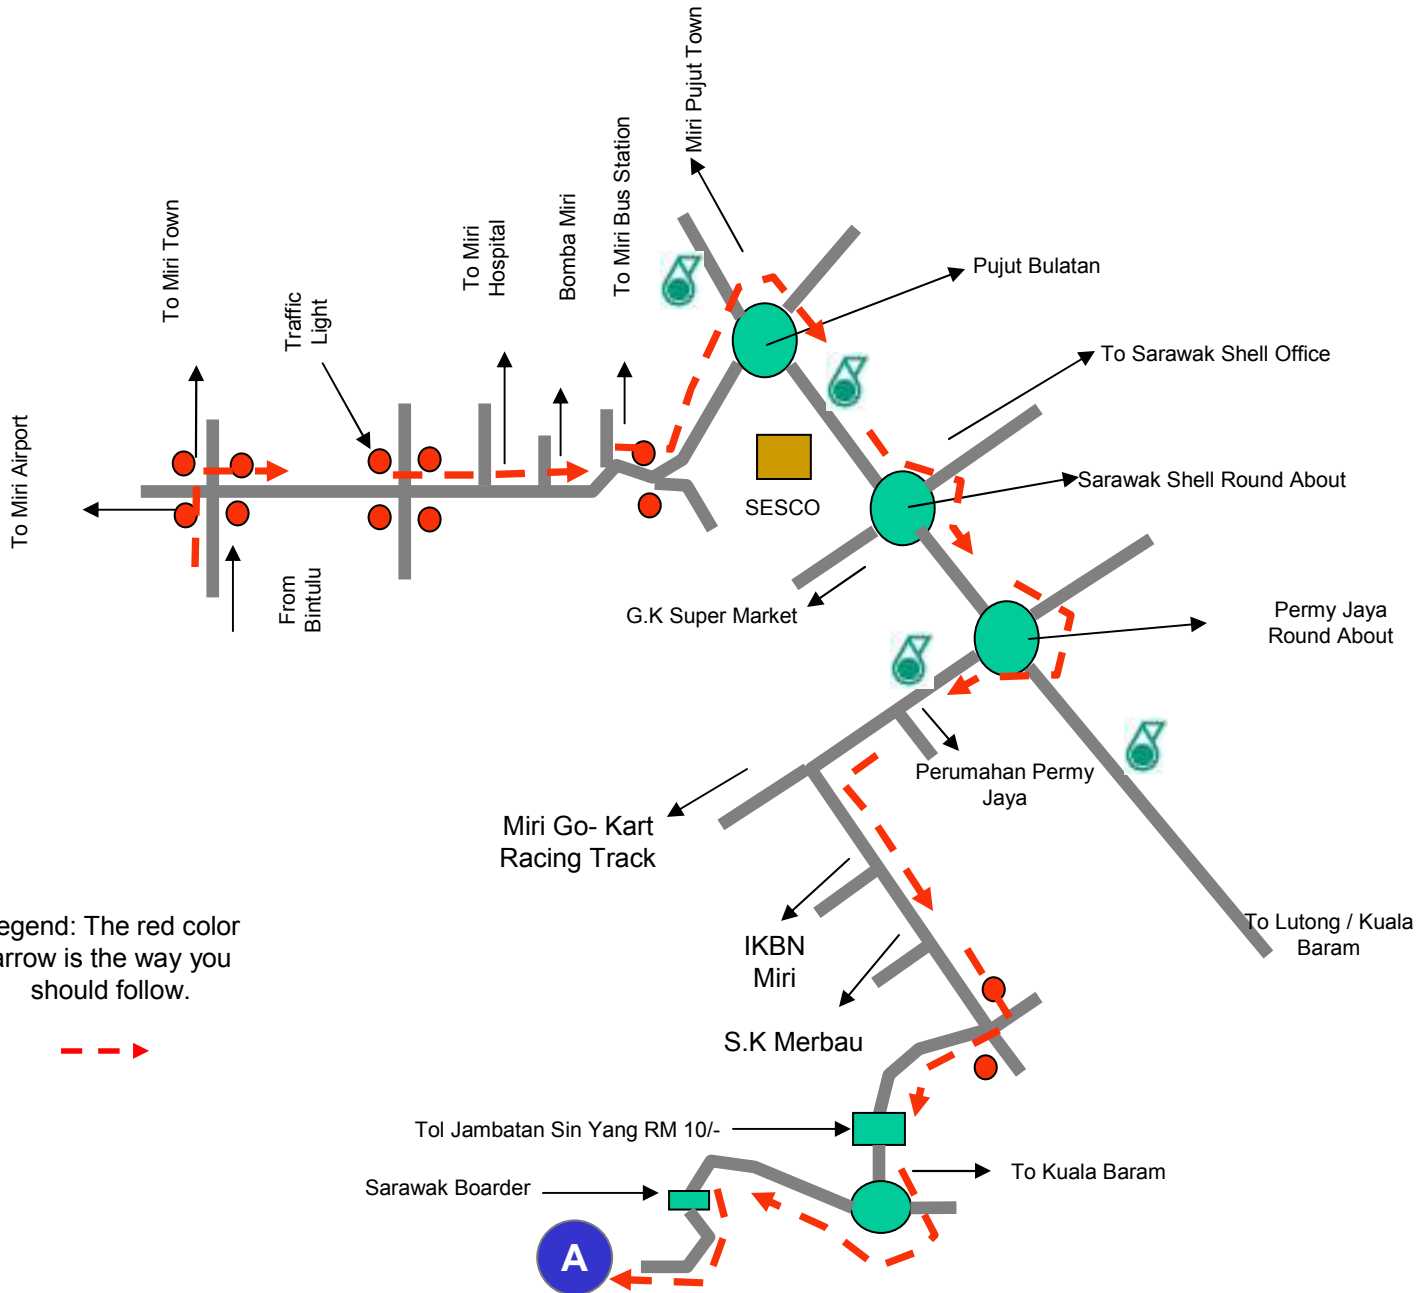 Miri Pujut Town
To Miri Town
Traffic
Light
To Miri
Hospital
Bomba Miri
To Miri Bus Station
Pujut Bulatan
To Sarawak Shell Office
To Miri Airport
Sarawak Shell Round About
SESCO
From
Bintulu
G.K Super Market
Permy Jaya
Round About
Perumahan Permy
Jaya
Miri Go- Kart
Racing Track
egend: The red color
arrow is the way you
should follow.
To Lutong / Kuala
Baram
IKBN
Miri
S.K Merbau
Tol Jambatan Sin Yang RM 10/-
To Kuala Baram
Sarawak Boarder
A